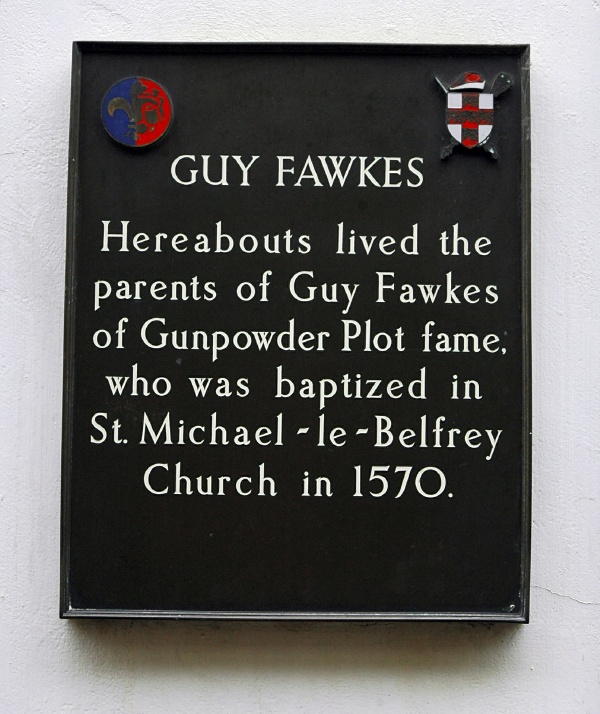 GUY FAWKES
Hereabouts lived the
parents of Guy Fawkes
of Gunpowder Plot fame,
who was baptized in
St. Michael-le-Belfrey
Church in 1570.